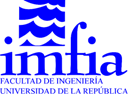 imfia
FACULTAD DE INGENIERÍA
UNIVERSIDAD DE LA REPÚBLICA